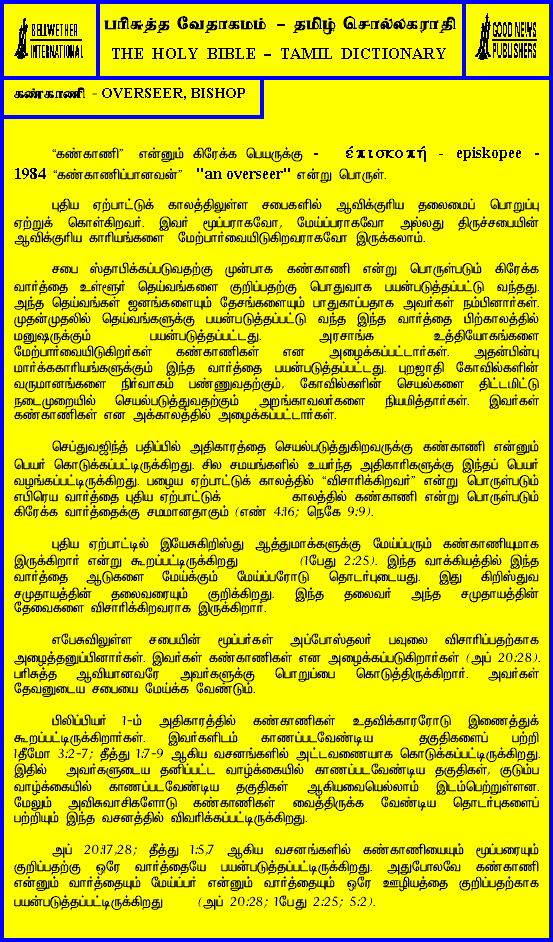 BELLWETHER
INTERNATIONAL
பரிசுத்த வேதாகமம் – தமிழ் சொல்லகராதி
THE HOLY BIBLE – TAMIL DICTIONARY
GOOD NEWS
PUBLISHERS
கண்காணி - OVERSEER, BISHOP
“கண்காணி” என்னும் கிரேக்க பெயருக்கு - έπισκοπή - episkopee -
1984 “கண்காணிப்பானவன்” "an overseer" என்று பொருள்.
புதிய ஏற்பாட்டுக் காலத்திலுள்ள சபைகளில் ஆவிக்குரிய தலைமைப் பொறுப்பு
ஏற்றுக் கொள்கிறவர். இவர் மூப்பராகவோ, மேய்ப்பராகவோ அல்லது திருச்சபையின்
ஆவிக்குரிய காரியங்களை மேற்பார்வையிடுகிறவராகவோ இருக்கலாம்.
சபை ஸ்தாபிக்கப்படுவதற்கு முன்பாக கண்காணி என்று பொருள்படும் கிரேக்க
வார்த்தை உள்ளூர் தெய்வங்களை குறிப்பதற்கு பொதுவாக பயன்படுத்தப்பட்டு வந்தது.
அந்த தெய்வங்கள் ஜனங்களையும் தேசங்களையும் பாதுகாப்பதாக அவர்கள் நம்பினார்கள்.
முதன்முதலில் தெய்வங்களுக்கு பயன்படுத்தப்பட்டு வந்த இந்த வார்த்தை பிற்காலத்தில்
மனுஷருக்கும் பயன்படுத்தப்பட்டது. அரசாங்க உத்தியோகங்களை
மேற்பார்வையிடுகிறர்கள் கண்காணிகள் என அழைக்கப்பட்டார்கள். அதன்பின்பு
மார்க்ககாரியங்களுக்கும் இந்த வார்த்தை பயன்படுத்தப்பட்டது. புறஜாதி கோவில்களின்
வருமானங்களை நிர்வாகம் பண்ணுவதற்கும், கோவில்களின் செயல்களை திட்டமிட்டு
நடைமுறையில் செயல்படுத்துவதற்கும் அறங்காவலர்களை நியமித்தார்கள். இவர்கள்
கண்காணிகள் என அக்காலத்தில் அழைக்கப்பட்டார்கள்.
செப்துவஜிந்த் பதிப்பில் அதிகாரத்தை செயல்படுத்துகிறவருக்கு கண்காணி என்னும்
பெயர் கொடுக்கப்பட்டிருக்கிறது. சில சமயங்களில் உயர்ந்த அதிகாரிகளுக்கு இந்தப் பெயர்
வழங்கப்பட்டிருக்கிறது. பழைய ஏற்பாட்டுக் காலத்தில் “விசாரிக்கிறவர்” என்று பொருள்படும்
எபிரெய வார்த்தை புதிய ஏற்பாட்டுக் காலத்தில் கண்காணி என்று பொருள்படும்
கிரேக்க வார்த்தைக்கு சமமானதாகும் (எண் 4:16; நெகே 9:9).
புதிய ஏற்பாட்டில் இயேசுகிறிஸ்து ஆத்துமாக்களுக்கு மேய்ப்பரும் கண்காணியுமாக
இருக்கிறார் என்று கூறப்பட்டிருக்கிறது (1பேது 2:25). இந்த வாக்கியத்தில் இந்த
வார்த்தை ஆடுகளை மேய்க்கும் மேய்ப்பரோடு தொடர்புடையது. இது கிறிஸ்துவ
சமுதாயத்தின் தலைவரையும் குறிக்கிறது. இந்த தலைவர் அந்த சமுதாயத்தின்
தேவைகளை விசாரிக்கிறவராக இருக்கிறார்.
எபேசுவிலுள்ள சபையின் மூப்பர்கள் அப்போஸ்தலர் பவுலை விசாரிப்பதற்காக
அழைத்தனுப்பினார்கள். இவர்கள் கண்காணிகள் என அழைக்கப்படுகிறார்கள் (அப் 20:28).
பரிசுத்த ஆவியானவரே அவர்களுக்கு பொறுப்பை கொடுத்திருக்கிறார். அவர்கள்
தேவனுடைய சபையை மேய்க்க வேண்டும்.
பிலிப்பியர் 1-ம் அதிகாரத்தில் கண்காணிகள் உதவிக்காரரோடு இணைத்துக்
கூறப்பட்டிருக்கிறார்கள். இவர்களிடம் காணப்படவேண்டிய தகுதிகளைப் பற்றி
1தீமோ 3:2-7; தீத்து 1:7-9 ஆகிய வசனங்களில் அட்டவணையாக கொடுக்கப்பட்டிருக்கிறது.
இதில் அவர்களுடைய தனிப்பட்ட வாழ்க்கையில் காணப்படவேண்டிய தகுதிகள், குடும்ப
வாழ்க்கையில் காணப்படவேண்டிய தகுதிகள் ஆகியவையெல்லாம் இடம்பெற்றுள்ளன.
மேலும் அவிசுவாசிகளோடு கண்காணிகள் வைத்திருக்க வேண்டிய தொடர்புகளைப்
பற்றியும் இந்த வசனத்தில் விவரிக்கப்பட்டிருக்கிறது.
அப் 20:17,28; தீத்து 1:5,7 ஆகிய வசனங்களில் கண்காணியையும் மூப்பரையும்
குறிப்பதற்கு ஒரே வார்த்தையே பயன்படுத்தப்பட்டிருக்கிறது. அதுபோலவே கண்காணி
என்னும் வார்த்தையும் மேய்ப்பர் என்னும் வார்த்தையும் ஒரே ஊழியத்தை குறிப்பதற்காக
பயன்படுத்தப்பட்டிருக்கிறது (அப் 20:28; 1பேது 2:25; 5:2).